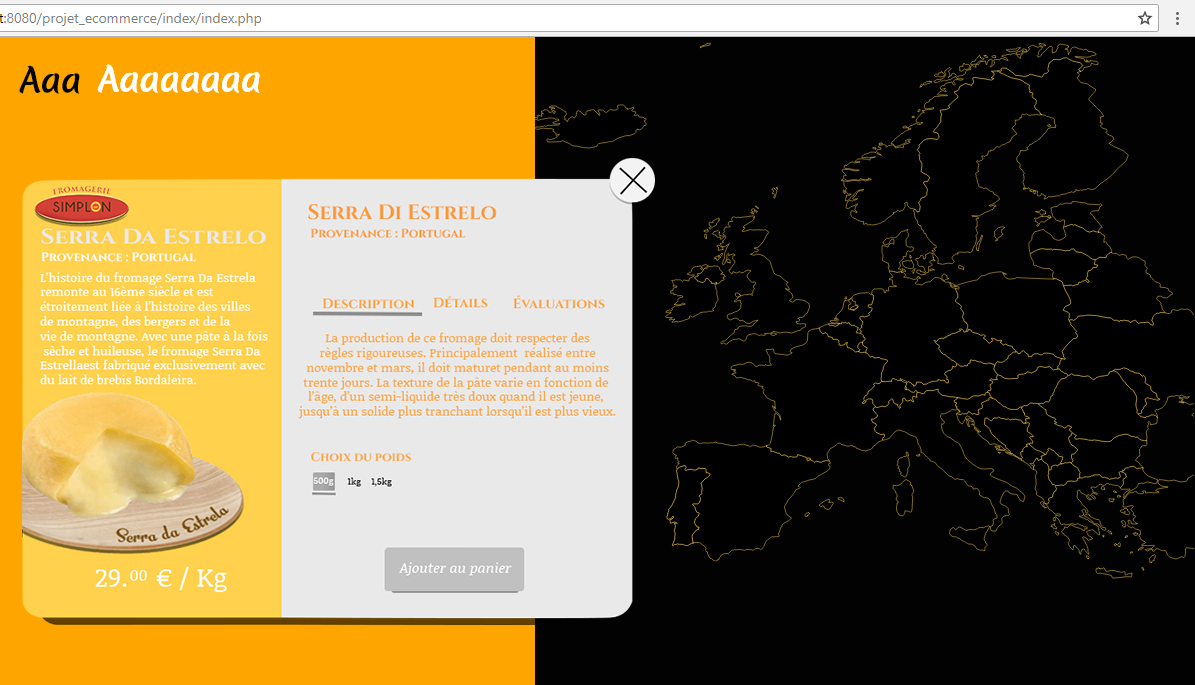 t:8080/projet_ecommerce/index/index.php
Aaa Aaaaaaaa
FROMAGERIE
SIMPLON
Serra Da Estrelo
Provenance : Portugal
L'histoire du fromage Serra Da Estrela
remonte au 16ème siècle et est
étroitement liée à l'histoire des villes
de montagne, des bergers et de la
vie de montagne. Avec une pâte à la fois
sèche et huileuse, le fromage Serra Da
Estrellaest fabriqué exclusivement avec
du lait de brebis Bordaleira.
Serra da Estrela
29.00 € / Kg
Serra Di Estrelo
Provenance : Portugal
Description Détails Évaluations
La production de ce fromage doit respecter des
règles rigoureuses. Principalement réalisé entre
novembre et mars, il doit maturet pendant au moins
trente jours. La texture de la pâte varie en fonction de
l'âge, d'un semi-liquide très doux quand il est jeune,
jusqu'à un solide plus tranchant lorsqu'il est plus vieux.
Choix du poids
500g 1kg 1,5kg
Ajouter au panier